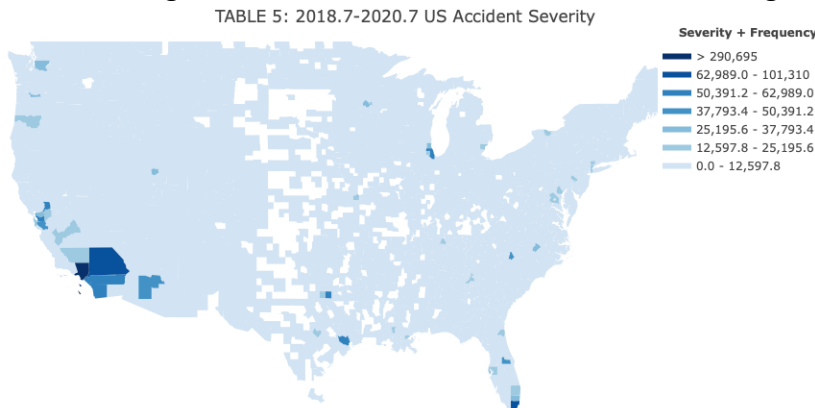 TABLE 5: 2018.7-2020.7 US Accident Severity
Severity + Frequency
> 290,695
62,989.0 - 101,310
50,391.2 - 62,989.0
37,793.4 - 50,391.2
25,195.6 - 37,793.4
12,597.8 - 25,195.6
0.0 - 12,597.8